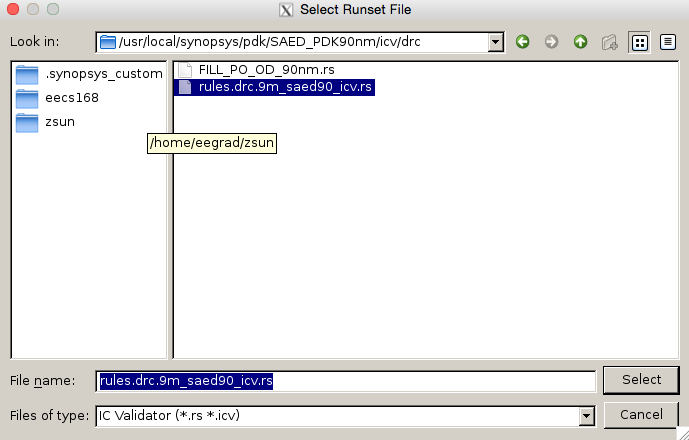 Select Runset File
Look in: /usr/local/synopsys/pdk/SAED_PDK90nm/icv/drc
.synopsys_custom
eecs168
zsun
FILL_PO_OD_90nm.rs
rules.drc.9m_saed90_icv.rs
/home/eegrad/zsun
File name: rules.drc.9m_saed90_icv.rs Select
Files of type: IC Validator (*.rs *.icv) Cancel